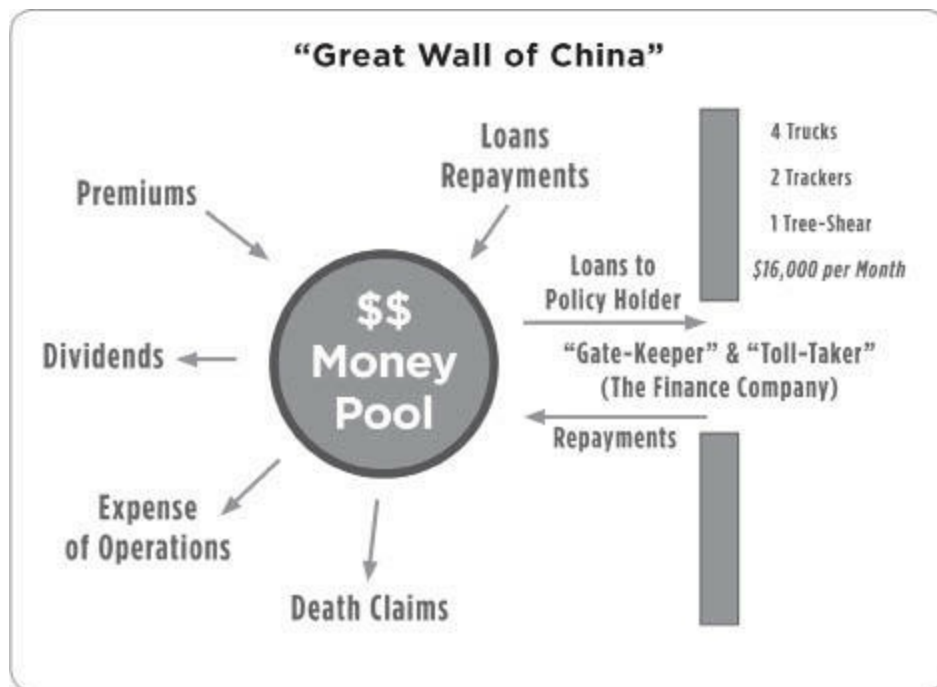 “Great Wall of China”
Loans
Repayments
Premiums
4 Trucks
2 Trackers
1 Tree-Shear
$16,000 per Month
Loans to
Policy Holder
$$
Money
Pool
Dividends
“Gate-Keeper” & “Toll-Taker”
(The Finance Company)
Repayments
Expense
of Operations
Death Claims